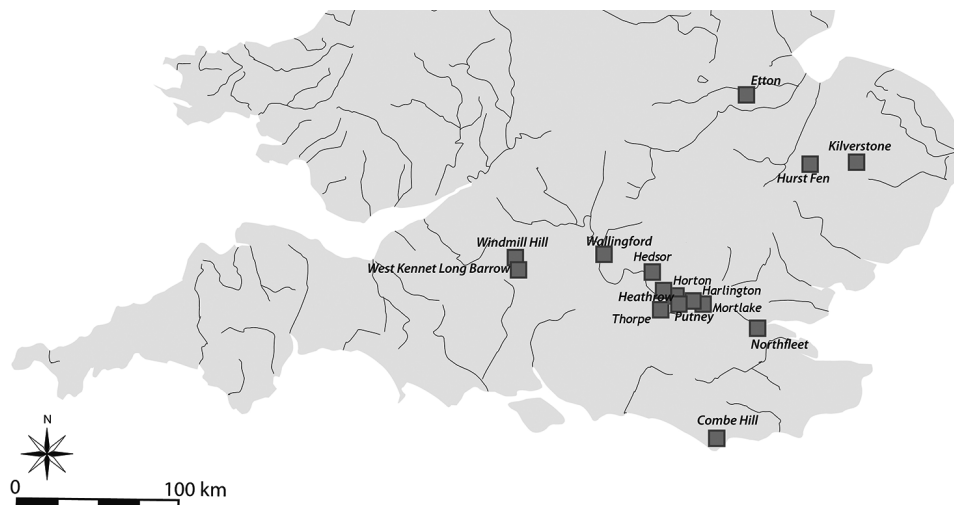 Etton
Kilverstone
Hurst Fen
Windmill Hill
Wallingford
West Kennet Long Barrow
Hedsor
Horton
Harlington
Heathrow
Mortlake
Thorpe
Putney
Northfleet
Combe Hill
N
0
100 km